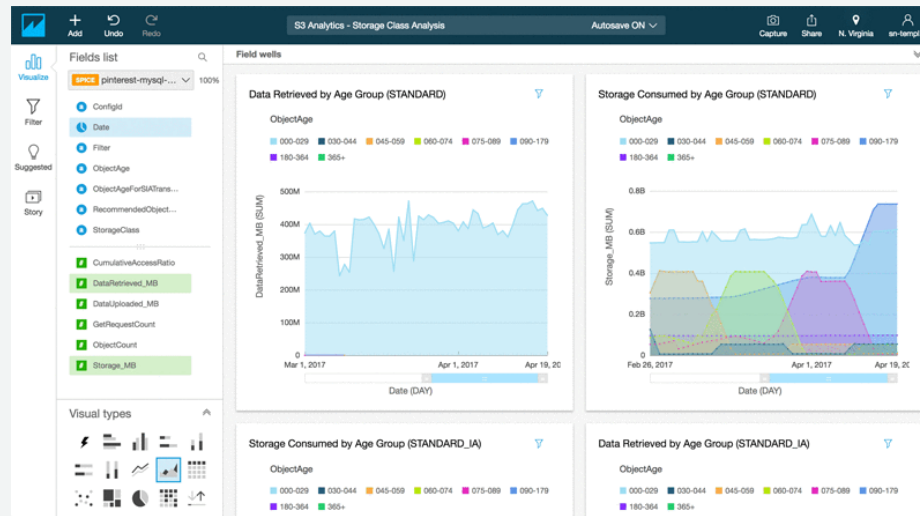 Add
Undo
Redo
S3 Analytics - Storage Class Analysis
Autosave ON
Capture
Share
N. Virginia
sn-templ
Visualize
Filter
Suggested
Story
Fields list
SPICE pinterest-mysql-... 100%
ConfigId
Date
Filter
ObjectAge
ObjectAgeForSIATrans...
RecommendedObject...
StorageClass
CumulativeAccessRatio
DataRetrieved_MB
DataUploaded_MB
GetRequestCount
ObjectCount
Storage_MB
Visual types
Field wells
Data Retrieved by Age Group (STANDARD)
ObjectAge
000-029 030-044 045-059 060-074 075-089 090-179
180-364 365+
DataRetrieved_MB (SUM)
500M
400M
300M
200M
100M
0
Mar 1, 2017 Apr 1, 2017 Apr 19, 20
Date (DAY)
Storage Consumed by Age Group (STANDARD)
ObjectAge
000-029 030-044 045-059 060-074 075-089 090-179
180-364 365+
Storage_MB (SUM)
0.8B
0.6B
0.4B
0.2B
0
Feb 26, 2017 Apr 1, 2017 Apr 19, 20
Date (DAY)
Storage Consumed by Age Group (STANDARD_IA)
ObjectAge
000-029 030-044 045-059 060-074 075-089 090-179
180-364 365+
Data Retrieved by Age Group (STANDARD_IA)
ObjectAge
000-029 030-044 045-059 060-074 075-089 090-179
180-364 365+